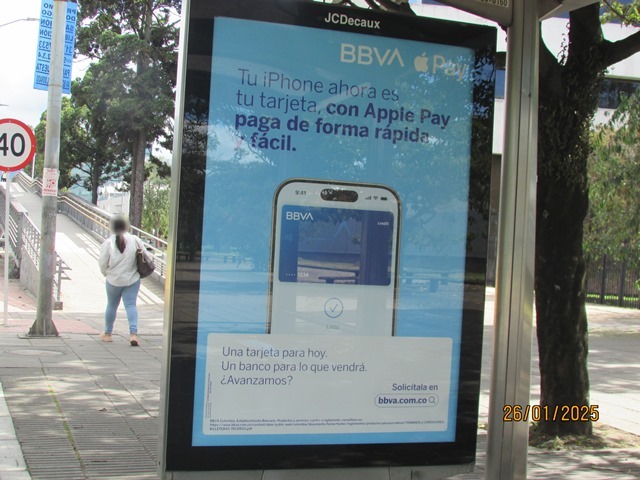 JCDecaux
BBVA Pay
Tu iPhone ahora es
tu tarjeta, con Apple Pay
paga de forma rápida
y fácil.
9:41
BBVA
Una tarjeta para hoy.
Un banco para lo que vendrá.
¿Avanzamos?
Solicítala en
bbva.com.co
40
26/01/2025